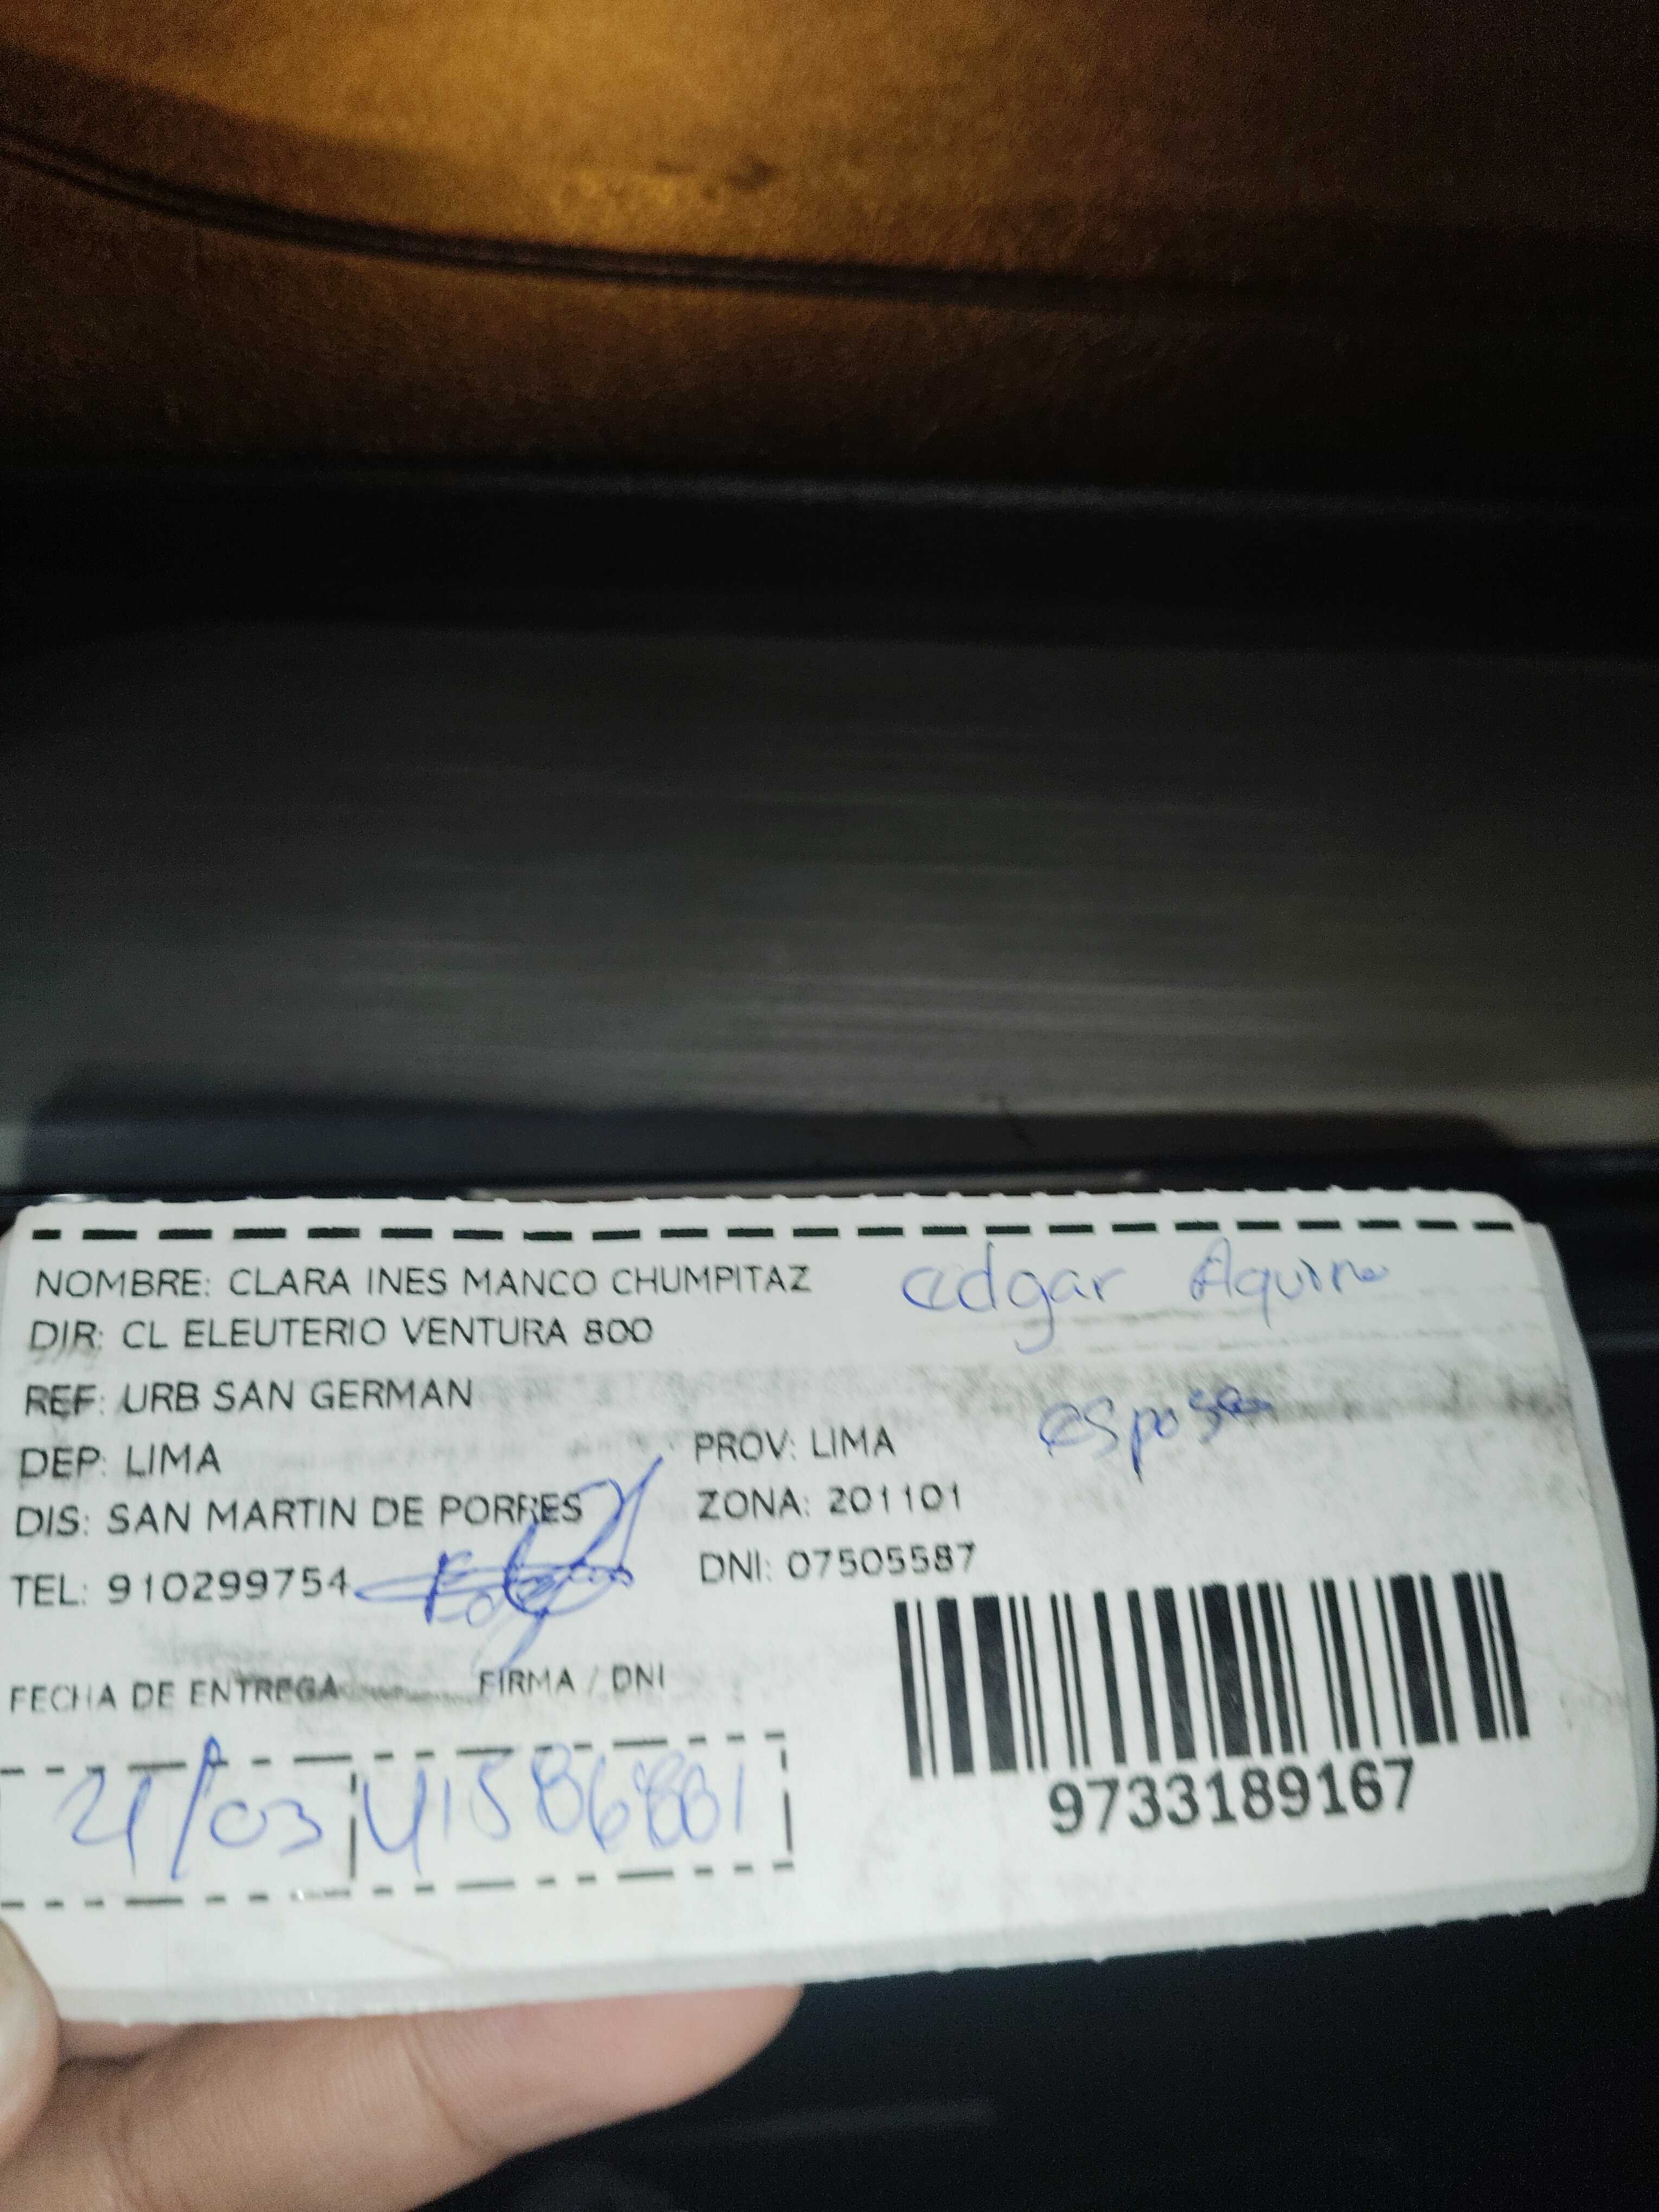 NOMBRE: CLARA INES MANCO CHUMPITAZ
edgar Aquino
DIR: CL ELEUTERIO VENTURA 800
REF: URB SAN GERMAN
esposo
DEP: LIMA
PROV: LIMA
DIS: SAN MARTIN DE PORRES
ZONA: 201101
TEL: 910299754
DNI: 07505587
FECHA DE ENTREGA
FIRMA / DNI
21/03
9733189167